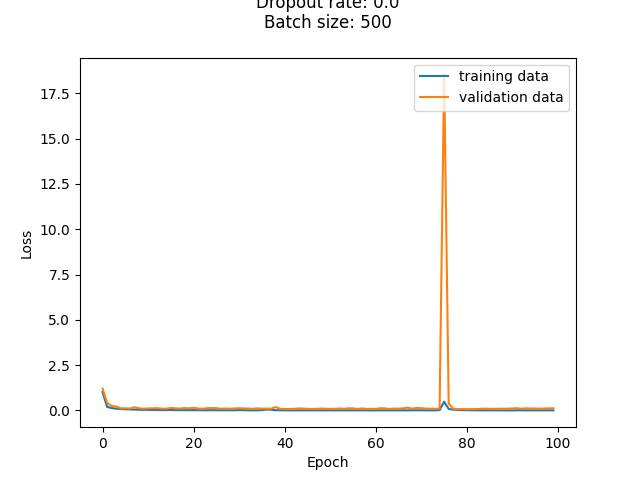 Dropout rate: 0.0
Batch size: 500
training data
validation data
17.5
15.0
12.5
10.0
7.5
5.0
2.5
0.0
Loss
0
20
40
60
80
100
Epoch